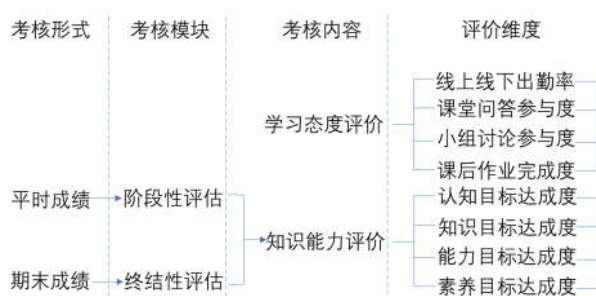 考核形式 考核模块 考核内容 评价维度
线上线下出勤率
课堂问答参与度
学习态度评价
小组讨论参与度
课后作业完成度
平时成绩 阶段性评估 认知目标达成度
知识目标达成度
知识能力评价
能力目标达成度
期末成绩 终结性评估 素养目标达成度